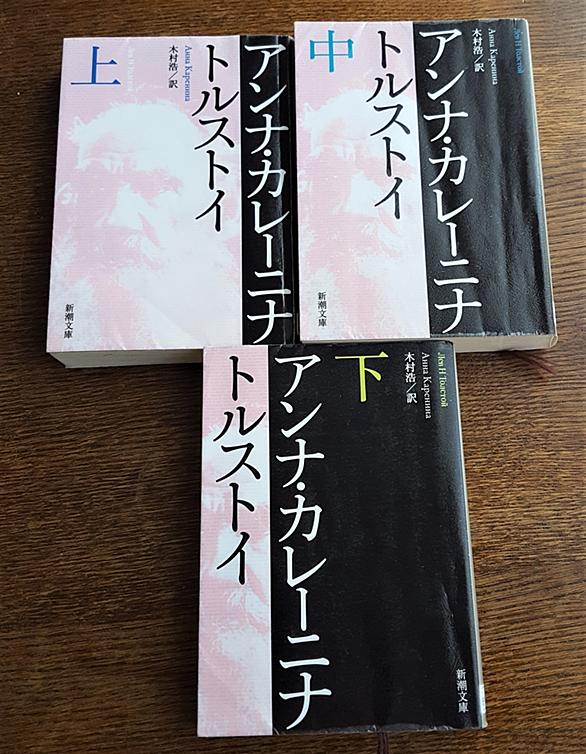 上
Лев Н Толстой
Анна Каренина
木村浩／訳
アンナ・カレーニナ
トルストイ
新潮文庫
中
Лев Н Толстой
Анна Каренина
木村浩／訳
アンナ・カレーニナ
トルストイ
新潮文庫
下
Лев Н Толстой
Анна Каренина
木村浩／訳
アンナ・カレーニナ
トルストイ
新潮文庫